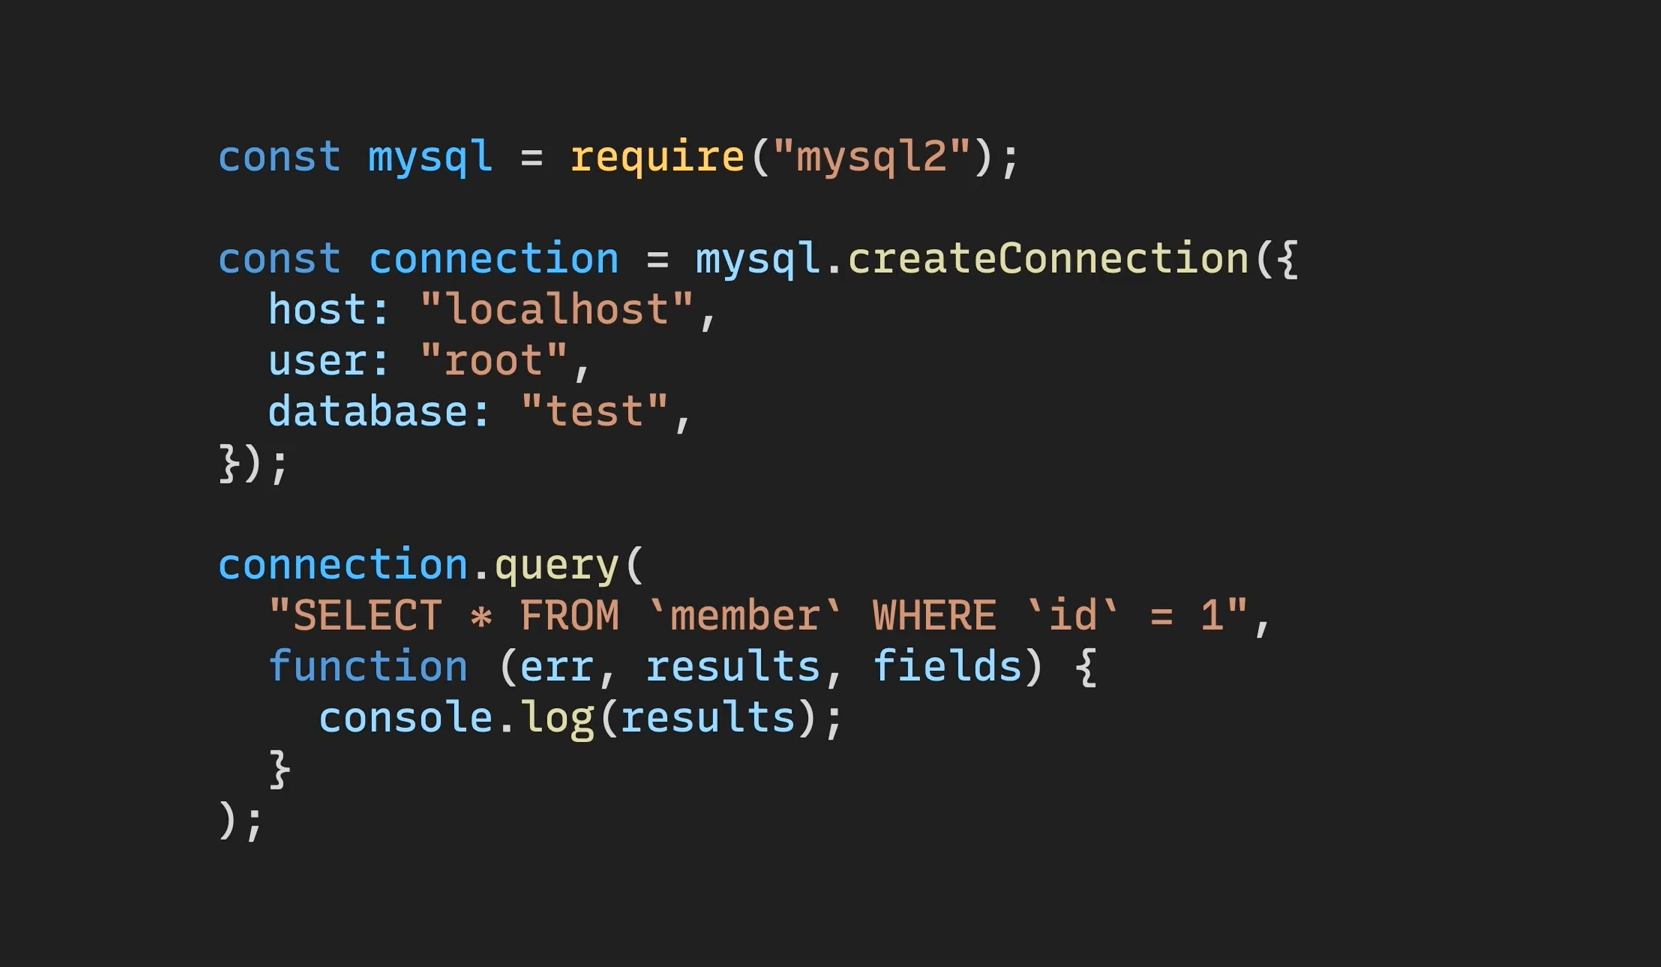 const mysql = require("mysql2");

const connection = mysql.createConnection({
  host: "localhost",
  user: "root",
  database: "test",
});

connection.query(
  "SELECT * FROM `member` WHERE `id` = 1",
  function (err, results, fields) {
    console.log(results);
  }
);